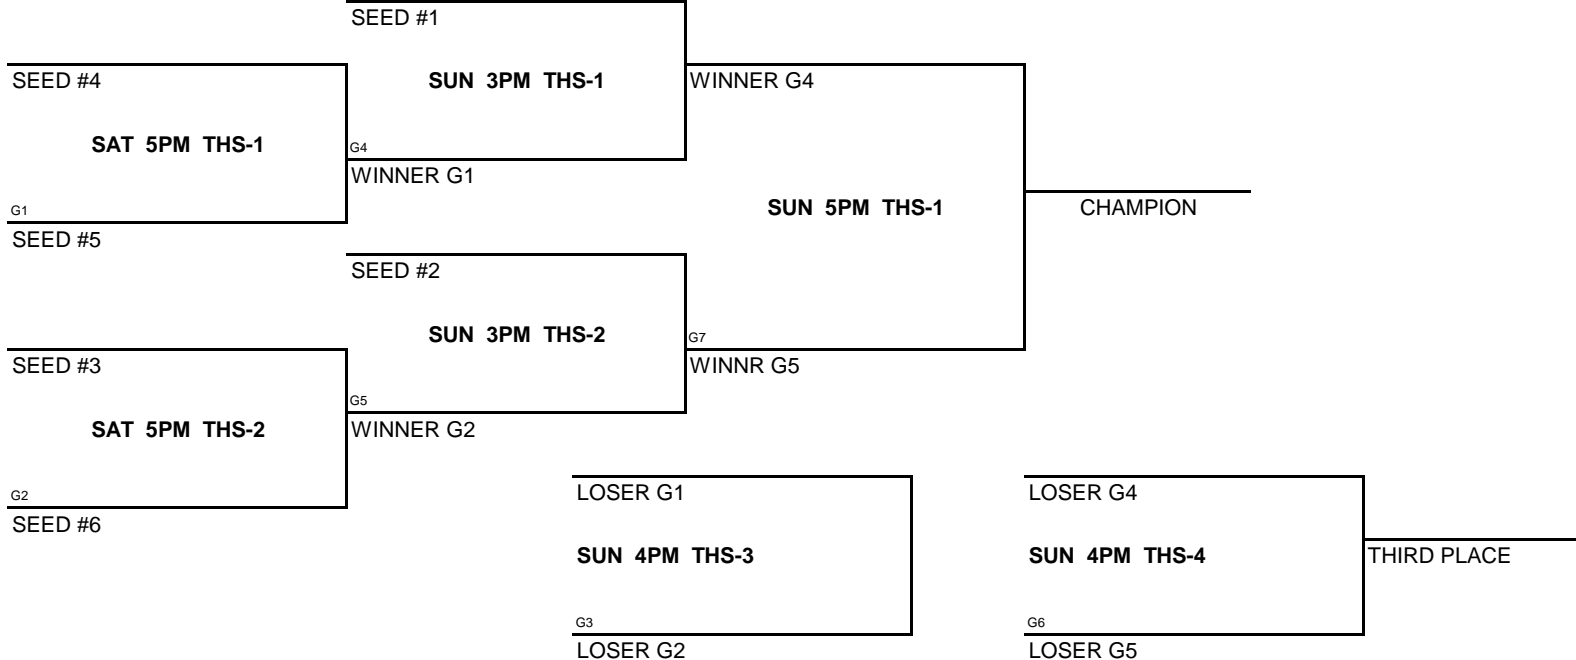 SEED #1
SEED #4
SUN 3PM THS-1
WINNER G4
SAT 5PM THS-1
G4
WINNER G1
G1
SUN 5PM THS-1
CHAMPION
SEED #5
SEED #2
SUN 3PM THS-2
G7
SEED #3
WINNR G5
G5
SAT 5PM THS-2
WINNER G2
G2
LOSER G1
LOSER G4
SEED #6
SUN 4PM THS-3
SUN 4PM THS-4
THIRD PLACE
G3
G6
LOSER G2
LOSER G5